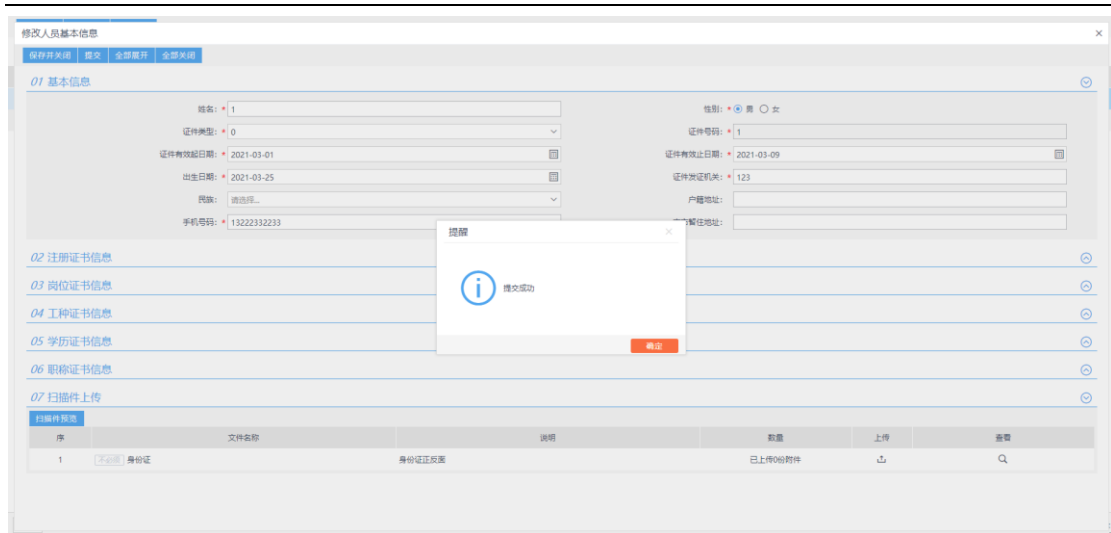 修改人员基本信息
保存并关闭 提交 全部展开 全部关闭
01 基本信息
姓名: * 1 性别: * 男 女
证件类型: * 0 证件号码: * 1
证件有效起日期: * 2021-03-01 证件有效止日期: * 2021-03-09
出生日期: * 2021-03-25 证件发证机关: * 123
民族: 请选择... 户籍地址:
手机号码: * 13222332233 暂住地址:
提醒
提交成功
确定
02 注册证书信息
03 岗位证书信息
04 工种证书信息
05 学历证书信息
06 职称证书信息
07 扫描件上传
扫描件预览
序 文件名称 说明 数量 上传 查看
1 不必须 身份证 身份证正反面 已上传0份附件